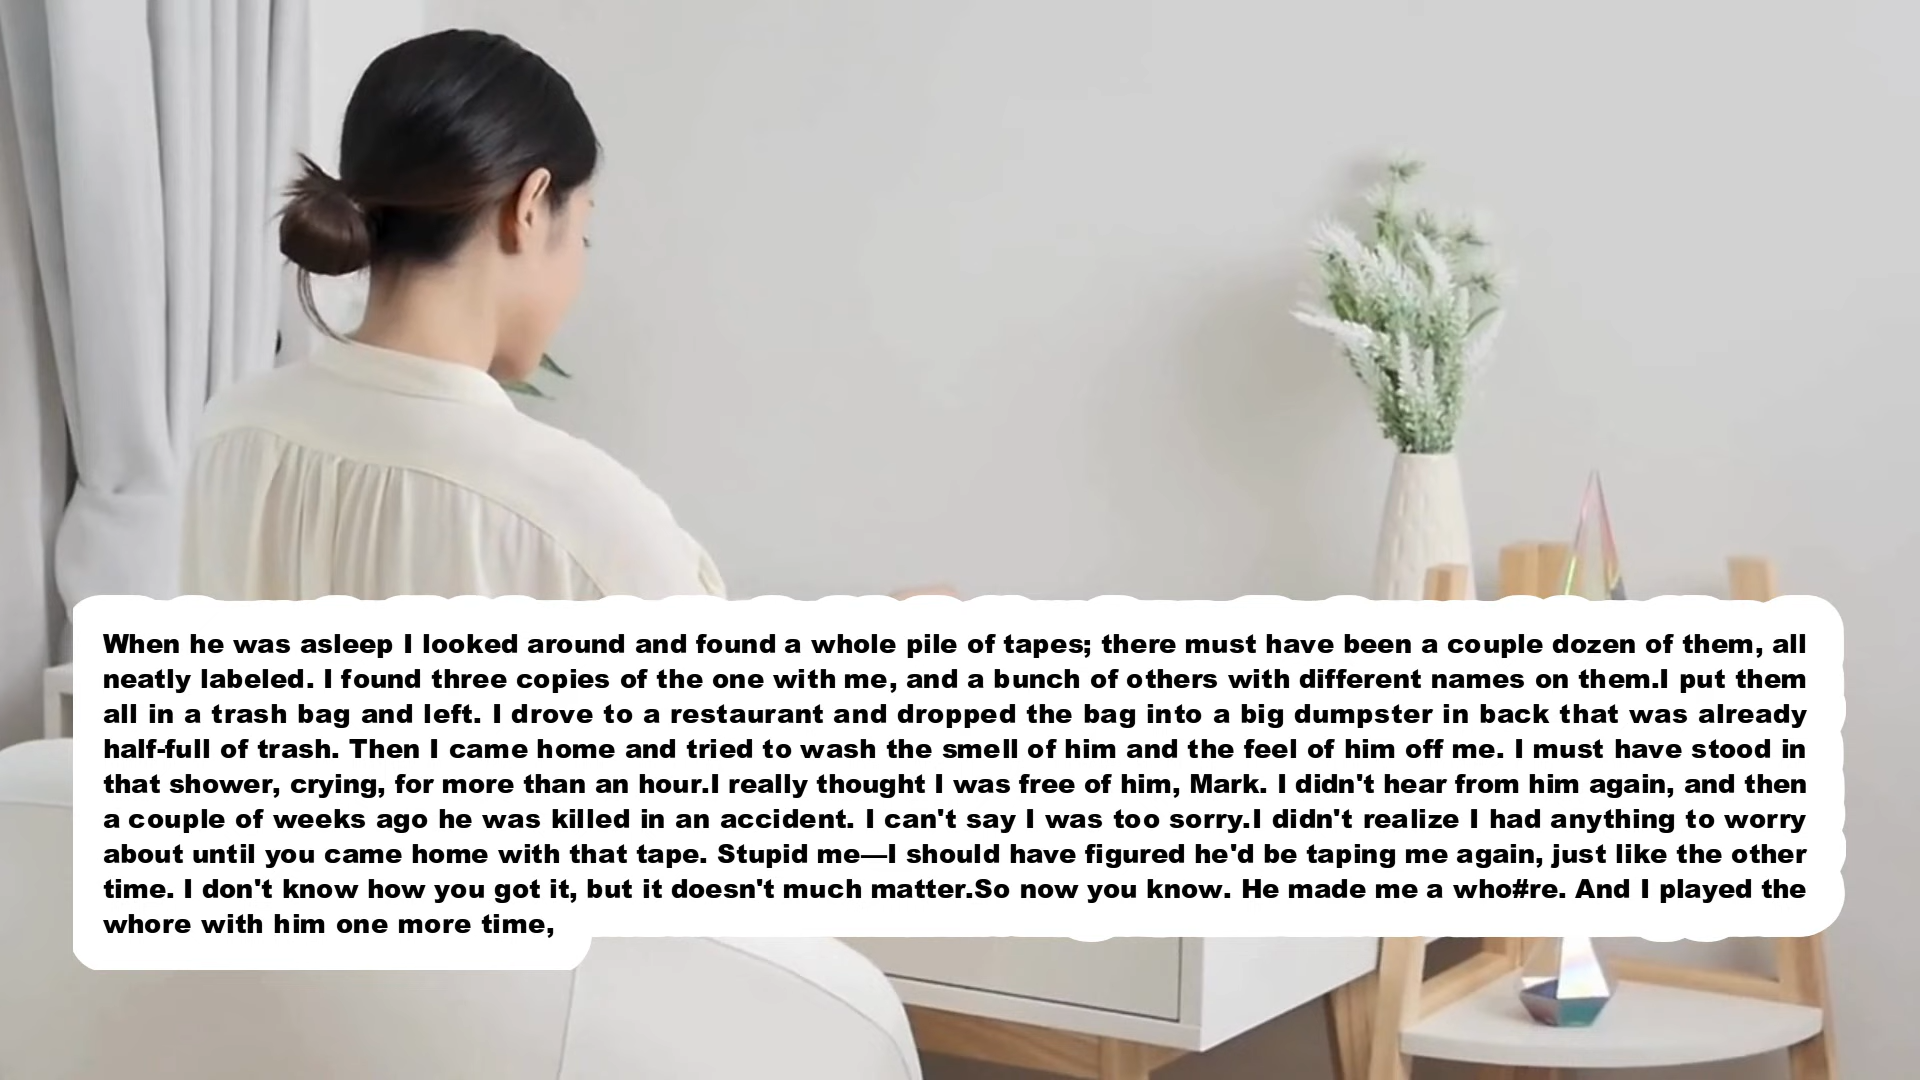 When he was asleep I looked around and found a whole pile of tapes; there must have been a couple dozen of them, all
neatly labeled. I found three copies of the one with me, and a bunch of others with different names on them.I put them
all in a trash bag and left. I drove to a restaurant and dropped the bag into a big dumpster in back that was already
half-full of trash. Then I came home and tried to wash the smell of him and the feel of him off me. I must have stood in
that shower, crying, for more than an hour.I really thought I was free of him, Mark. I didn't hear from him again, and then
a couple of weeks ago he was killed in an accident. I can't say I was too sorry.I didn't realize I had anything to worry
about until you came home with that tape. Stupid me—I should have figured he'd be taping me again, just like the other
time. I don't know how you got it, but it doesn't much matter.So now you know. He made me a who#re. And I played the
whore with him one more time,